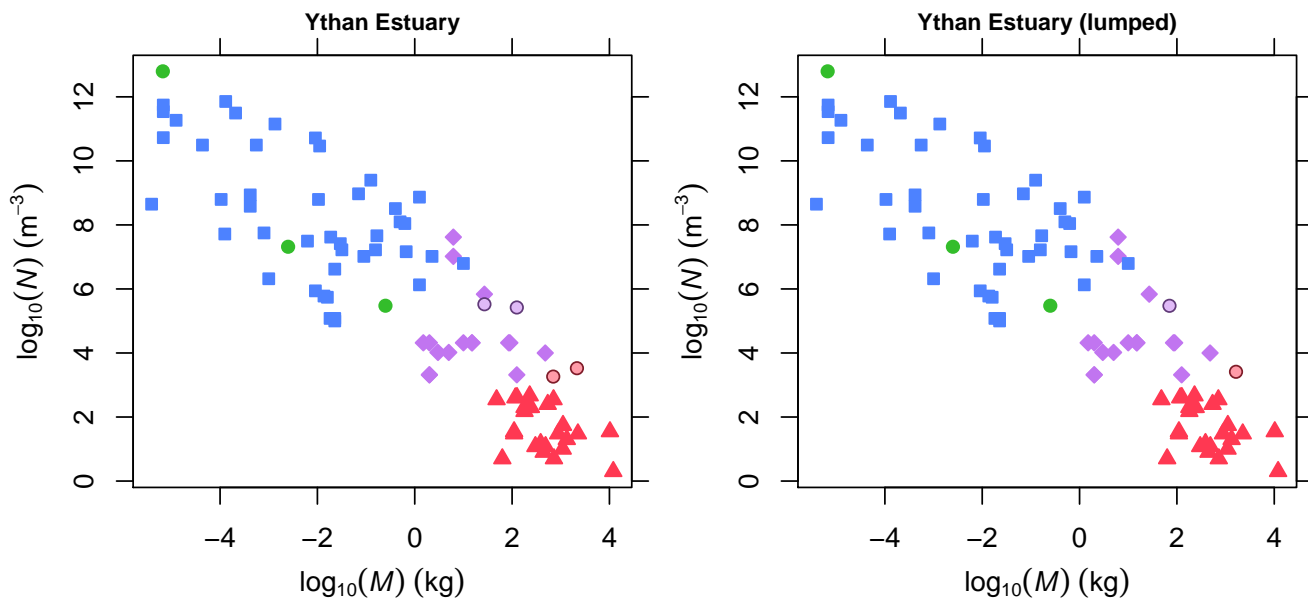 Ythan Estuary
log₁₀(N) (m⁻³)
0 2 4 6 8 10 12
−4 −2 0 2 4
log₁₀(M) (kg)
Ythan Estuary (lumped)
log₁₀(N) (m⁻³)
0 2 4 6 8 10 12
−4 −2 0 2 4
log₁₀(M) (kg)